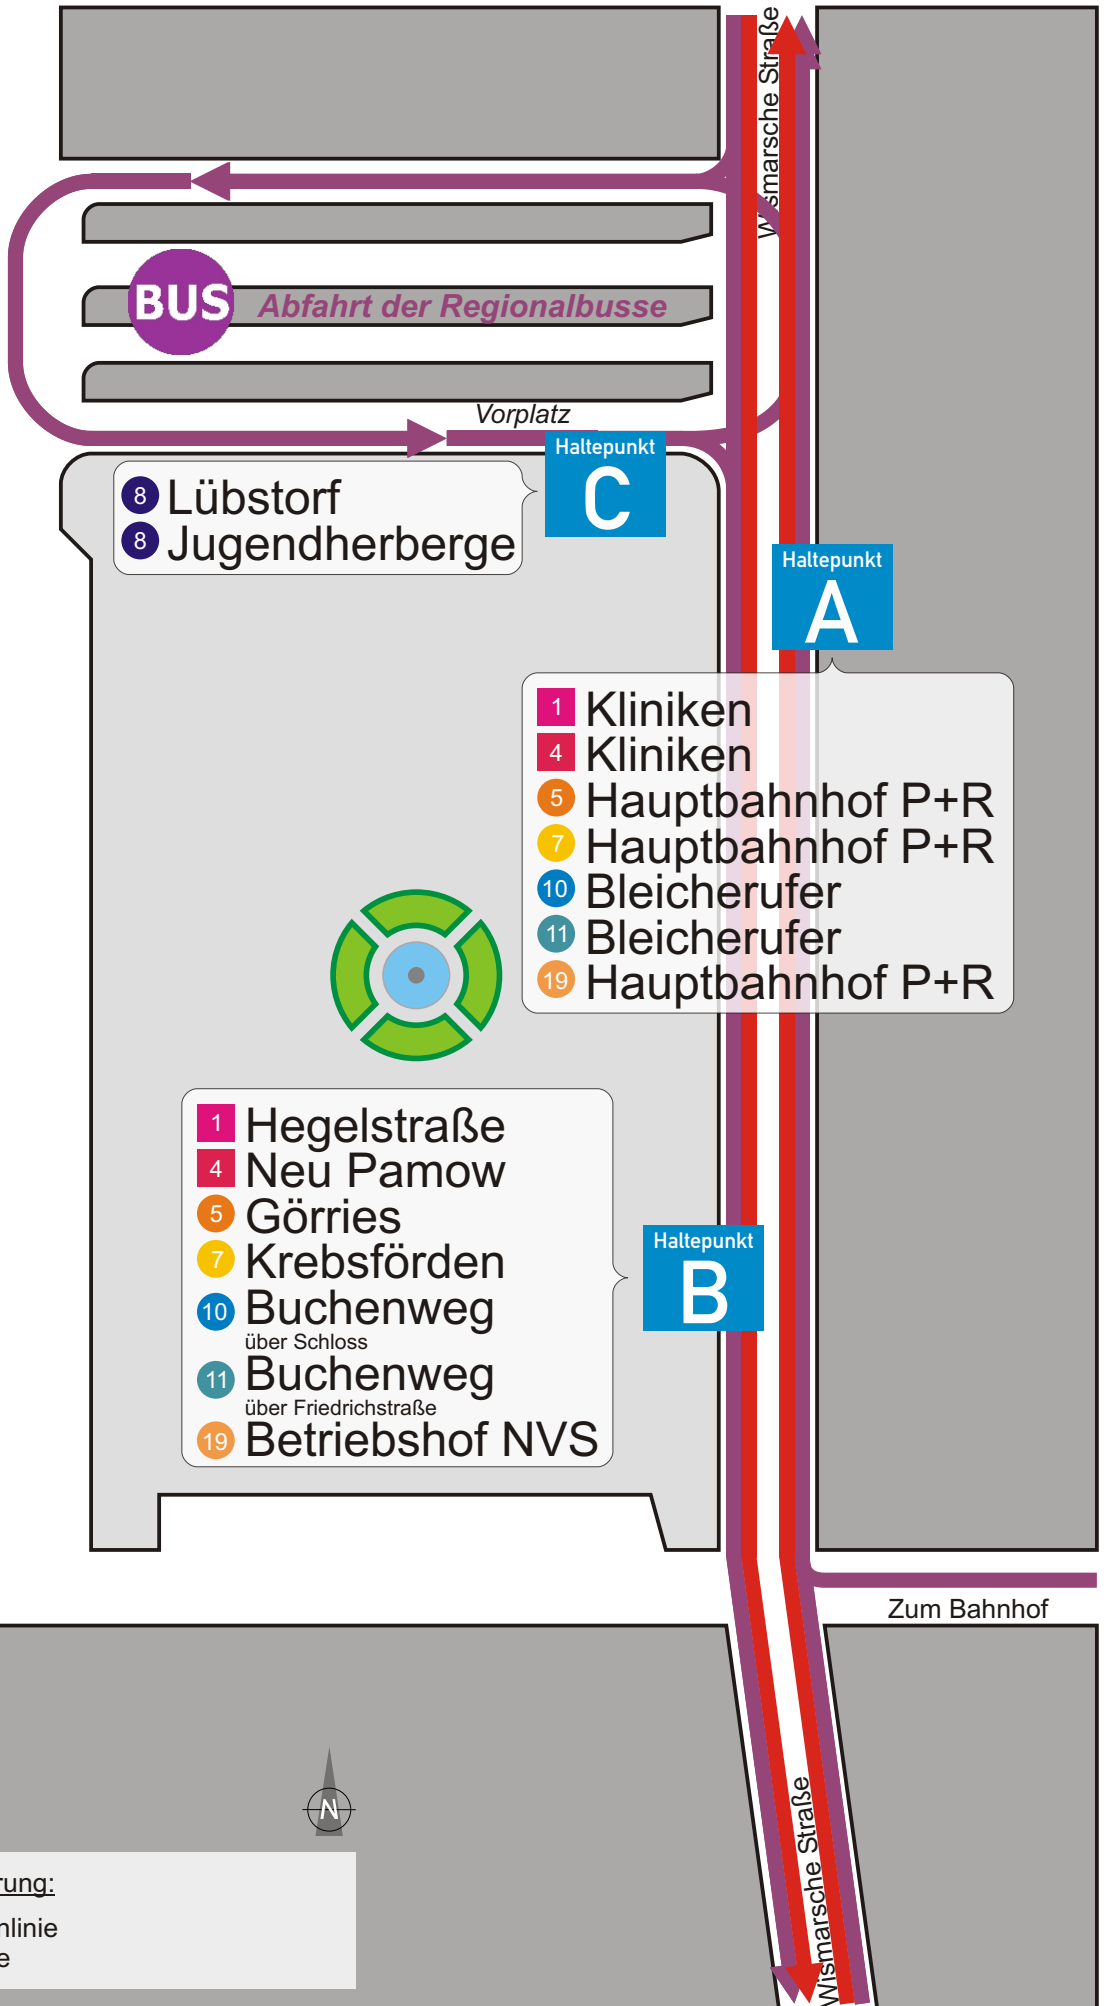 Wismarsche Straße
BUS
Abfahrt der Regionalbusse
Vorplatz
Haltepunkt
C
8 Lübstorf
8 Jugendherberge
Haltepunkt
A
1 Kliniken
4 Kliniken
5 Hauptbahnhof P+R
7 Hauptbahnhof P+R
10 Bleicherufer
11 Bleicherufer
19 Hauptbahnhof P+R
1 Hegelstraße
4 Neu Pamow
5 Görries
7 Krebsförden
10 Buchenweg
über Schloss
11 Buchenweg
über Friedrichstraße
19 Betriebshof NVS
Haltepunkt
B
Zum Bahnhof
Wismarsche Straße
N
rung:
nlinie
e